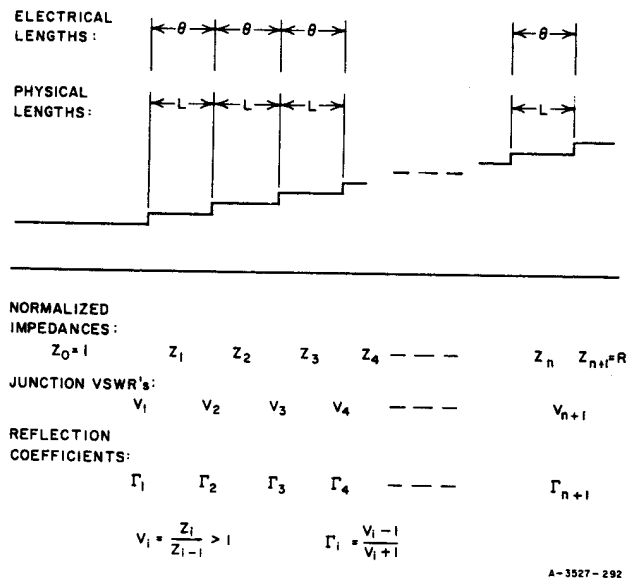 ELECTRICAL
LENGTHS: θ θ θ θ
PHYSICAL
LENGTHS: L L L L
NORMALIZED
IMPEDANCES:
Z₀ = 1 Z₁ Z₂ Z₃ Z₄ — — — Zₙ Zₙ₊₁=R
JUNCTION VSWR's:
V₁ V₂ V₃ V₄ — — — Vₙ₊₁
REFLECTION
COEFFICIENTS:
Γ₁ Γ₂ Γ₃ Γ₄ — — — Γₙ₊₁
Vᵢ = Zᵢ / Zᵢ₋₁ > 1 Γᵢ = Vᵢ − 1 / Vᵢ + 1
A-3527-292